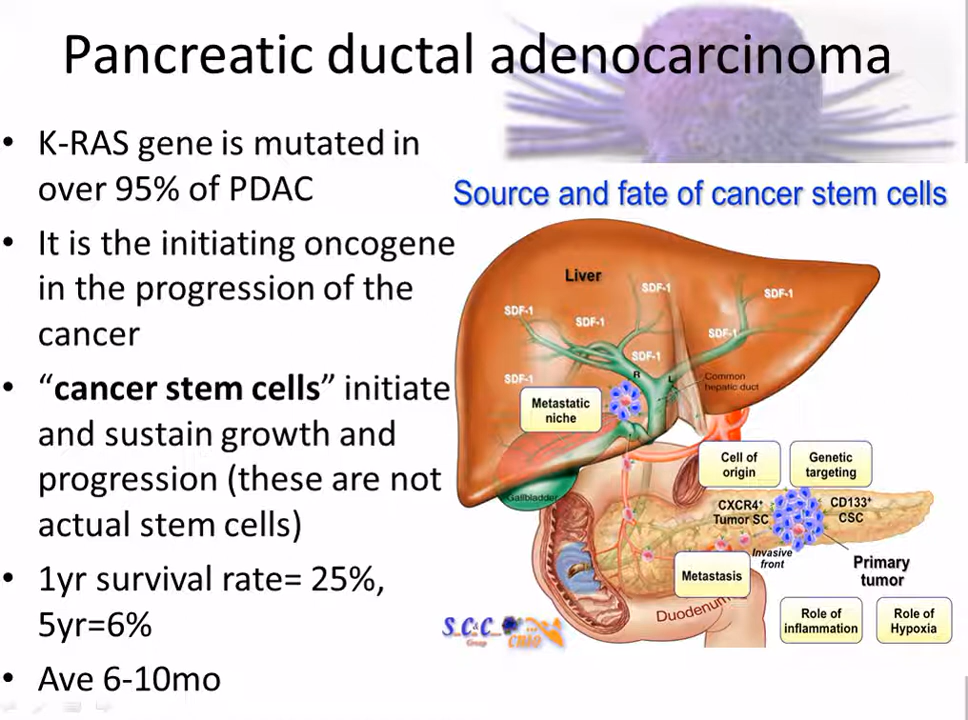 Pancreatic ductal adenocarcinoma
• K-RAS gene is mutated in
over 95% of PDAC
• It is the initiating oncogene
in the progression of the
cancer
• “cancer stem cells” initiate
and sustain growth and
progression (these are not
actual stem cells)
• 1yr survival rate= 25%,
5yr=6%
• Ave 6-10mo
Source and fate of cancer stem cells
Liver
SDF-1
SDF-1
SDF-1
SDF-1
SDF-1
SDF-1
SDF-1
R
L
Common
hepatic duct
Metastatic
niche
Gallbladder
Cell of
origin
Genetic
targeting
CXCR4⁺
Tumor SC
CD133⁺
CSC
Invasive
front
Primary
tumor
Metastasis
Duodenum
Role of
inflammation
Role of
Hypoxia
Group